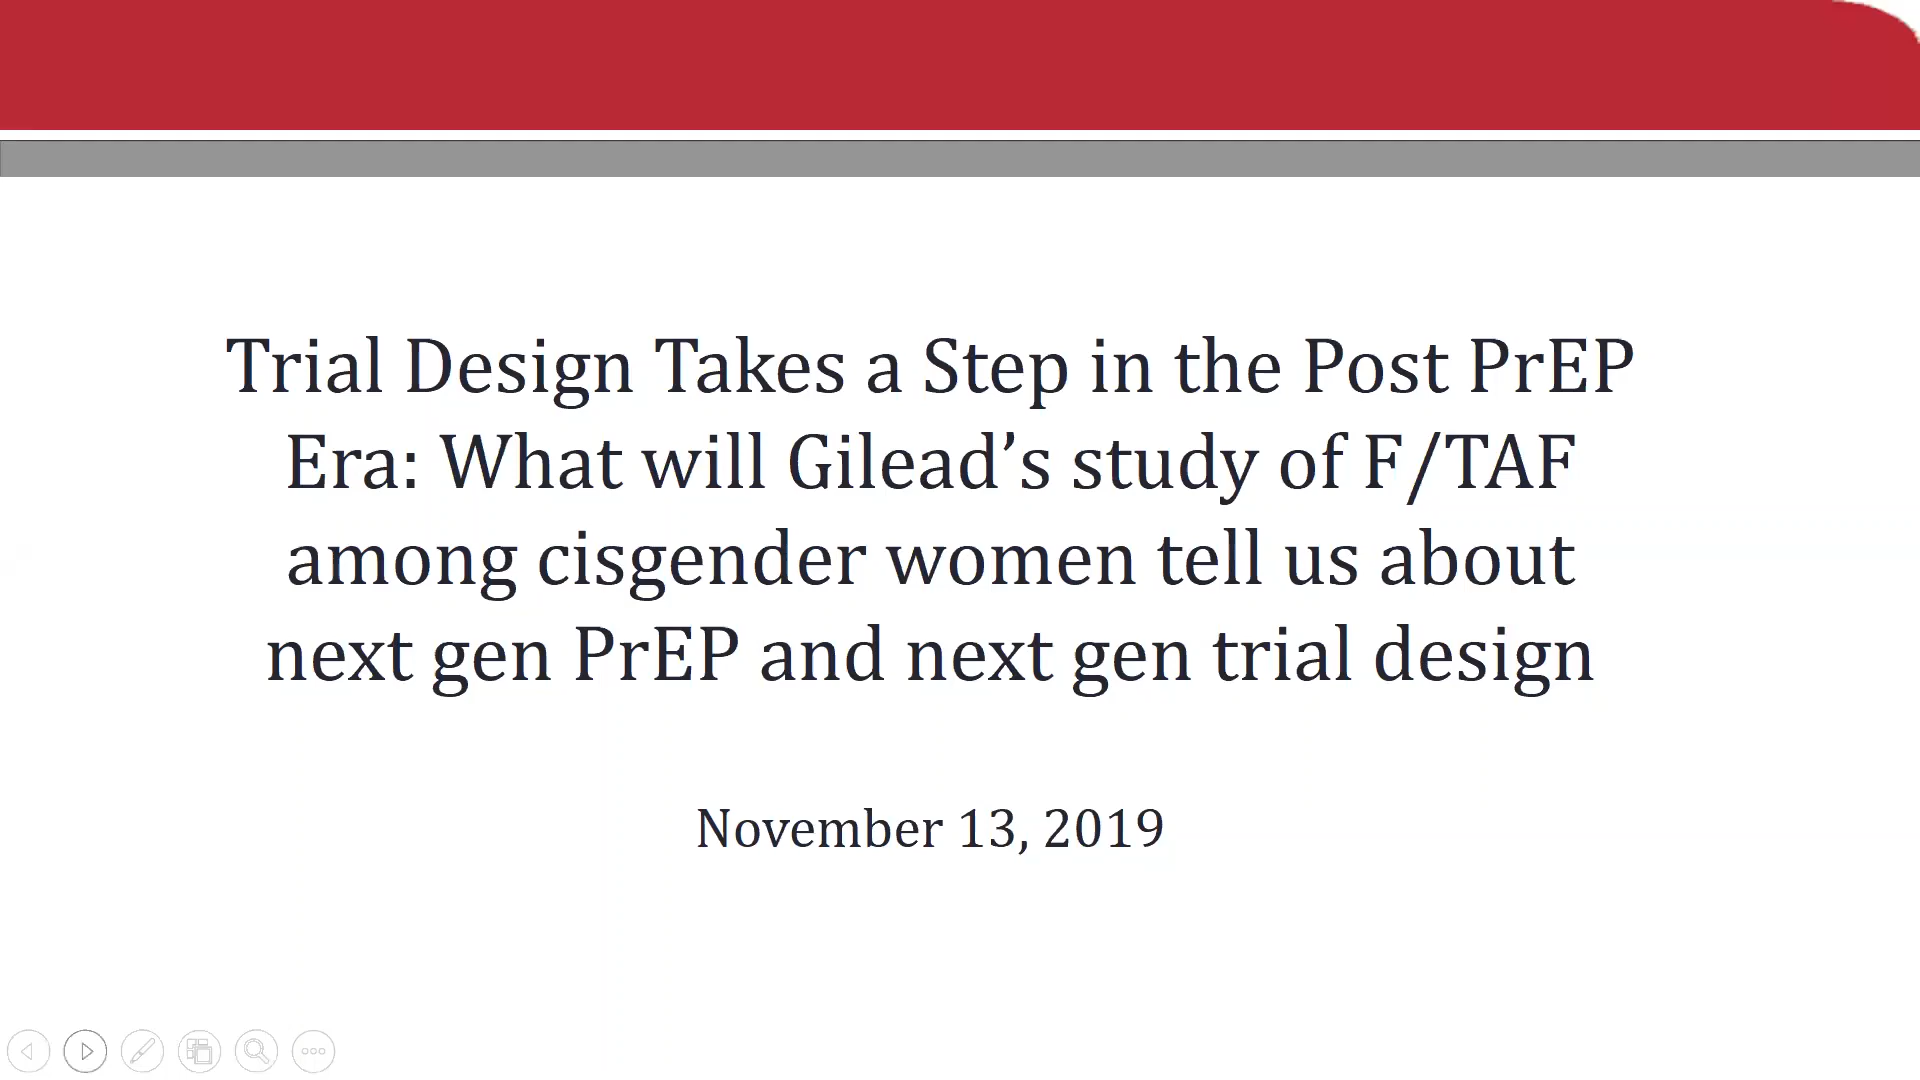 Trial Design Takes a Step in the Post PrEP
Era: What will Gilead’s study of F/TAF
among cisgender women tell us about
next gen PrEP and next gen trial design
November 13, 2019